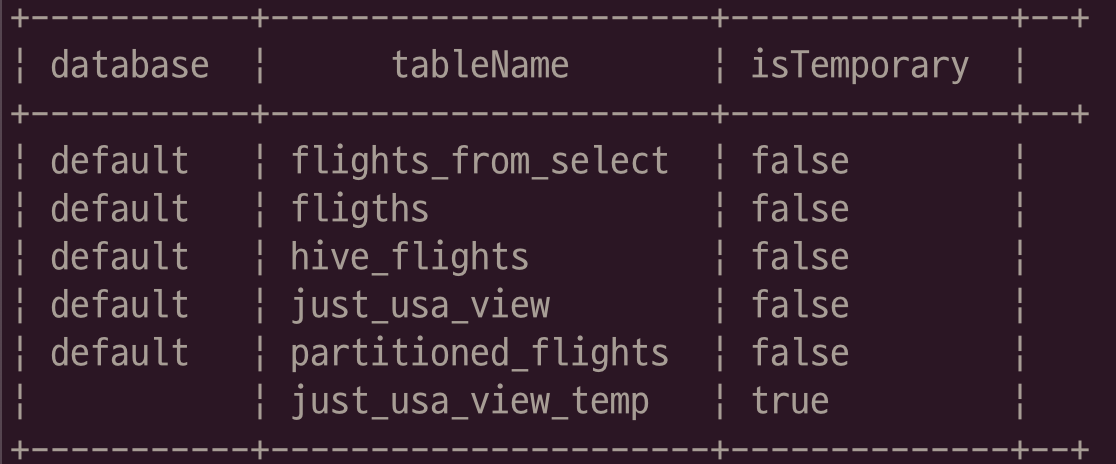 +-----------+----------------------+--------------+--+
| database  |      tableName       | isTemporary  |
+-----------+----------------------+--------------+--+
| default   | flights_from_select  | false        |
| default   | fligths              | false        |
| default   | hive_flights         | false        |
| default   | just_usa_view        | false        |
| default   | partitioned_flights  | false        |
|           | just_usa_view_temp   | true         |
+-----------+----------------------+--------------+--+